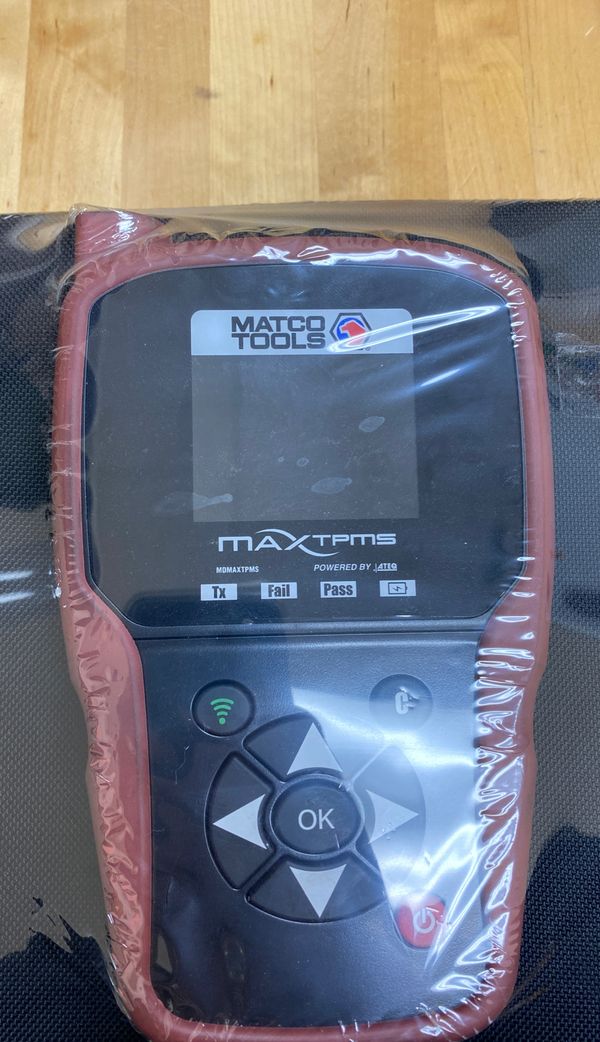 MATCO
TOOLS
MAXTPMS
MDMAXTPMS POWERED BY ATEQ
Tx Fail Pass
OK